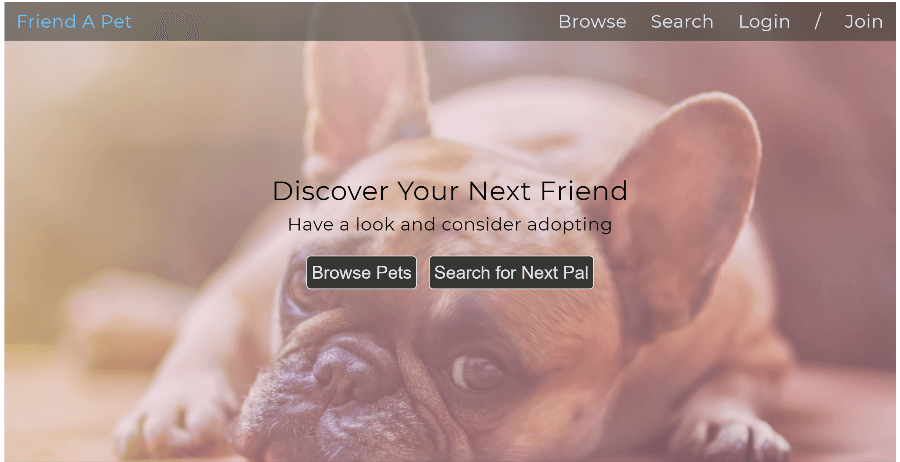 Friend A Pet Browse Search Login / Join
Discover Your Next Friend
Have a look and consider adopting
Browse Pets Search for Next Pal